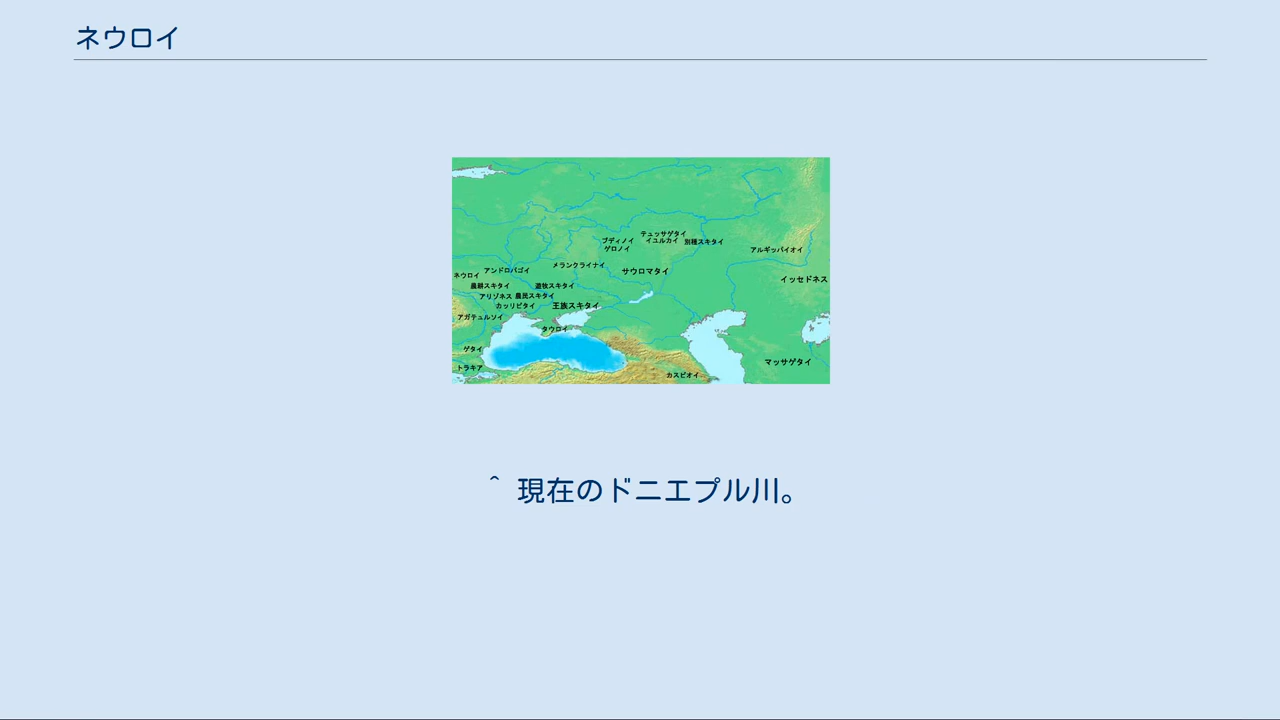 ネウロイ
テュッサゲタイ
ブディノイ
イユルカイ
別種スキタイ
ゲロノイ
アルギッパイオイ
メランクライナイ
アンドロパゴイ
サウロマタイ
ネウロイ
イッセドネス
農耕スキタイ
遊牧スキタイ
アリゾネス
農民スキタイ
カッリピタイ
王族スキタイ
アガテュルソイ
タウロイ
ゲタイ
マッサゲタイ
トラキア
カスピオイ
^ 現在のドニエプル川。